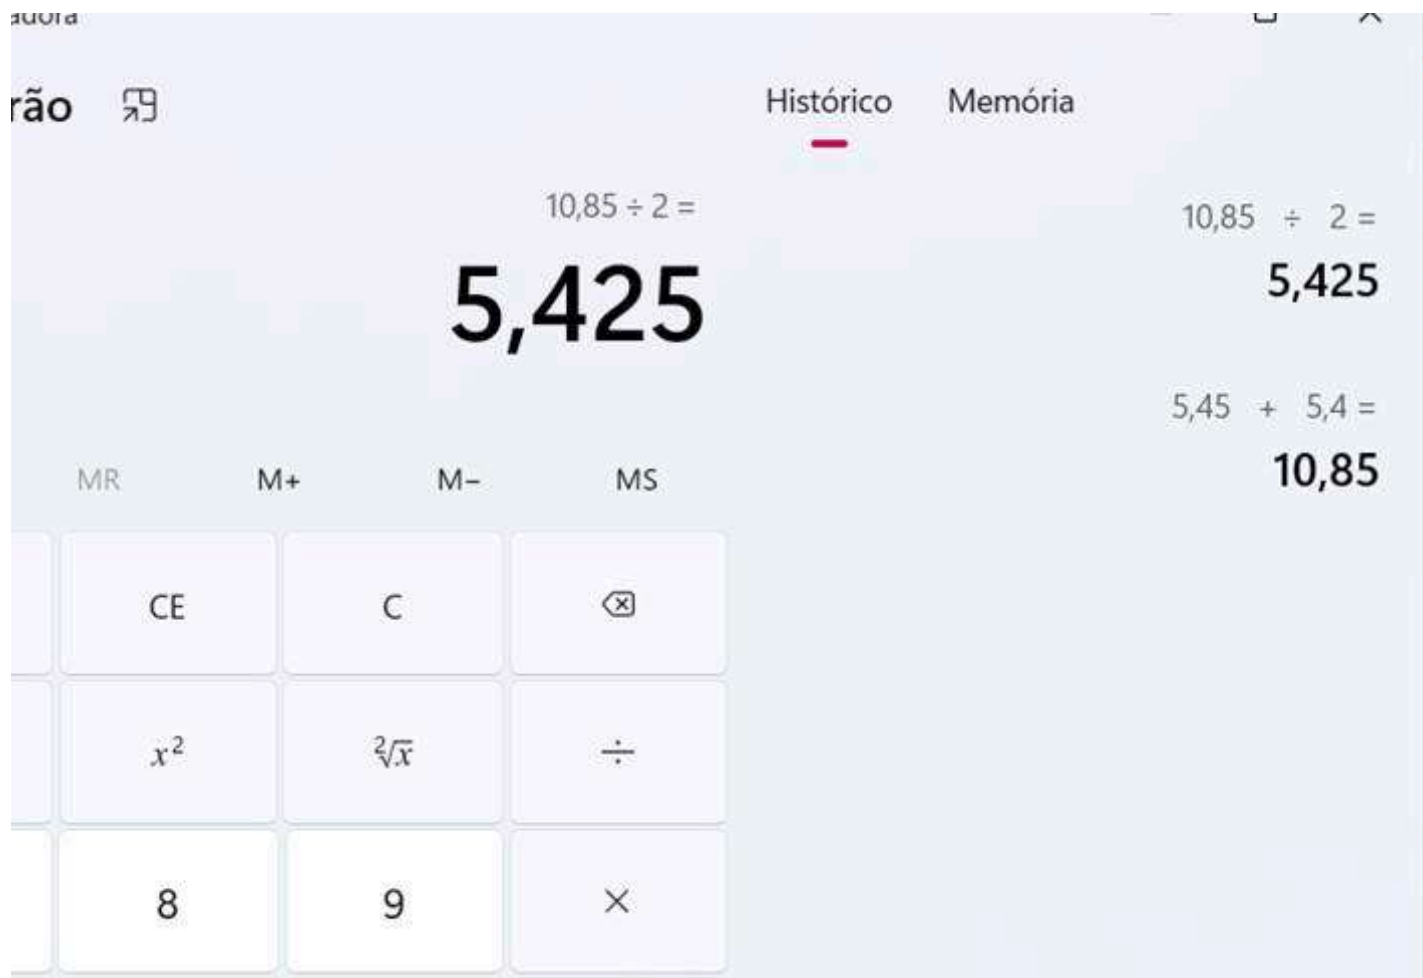 adora
rão
Histórico Memória
10,85 ÷ 2 =
5,425
10,85 ÷ 2 =
5,425
5,45 + 5,4 =
10,85
MR M+ M− MS
CE C
x² ²√x ÷
8 9 ×